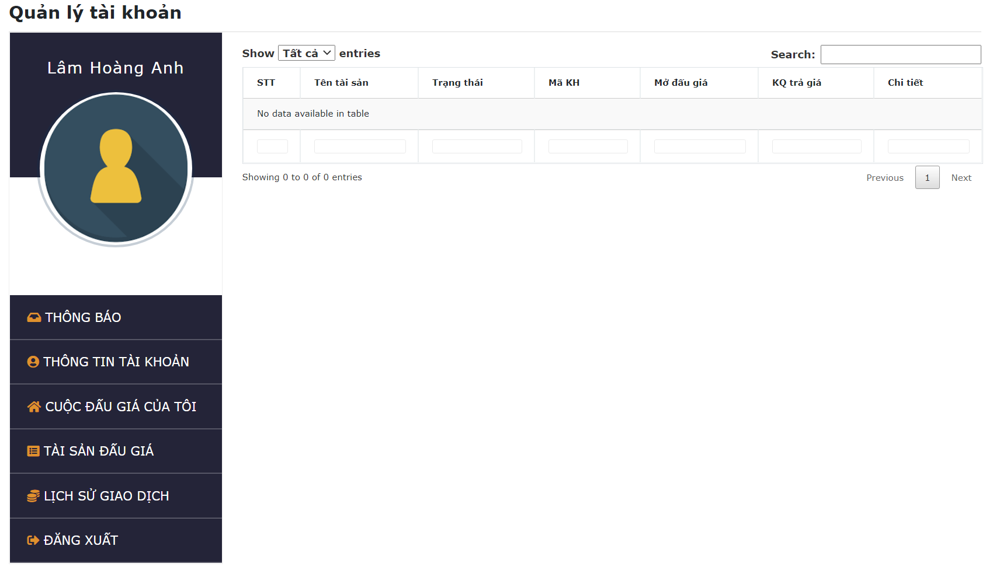 Quản lý tài khoản
Lâm Hoàng Anh
THÔNG BÁO
THÔNG TIN TÀI KHOẢN
CUỘC ĐẤU GIÁ CỦA TÔI
TÀI SẢN ĐẤU GIÁ
LỊCH SỬ GIAO DỊCH
ĐĂNG XUẤT
Show Tất cả entries
Search:
STT Tên tài sản Trạng thái Mã KH Mở đấu giá KQ trả giá Chi tiết
No data available in table
Showing 0 to 0 of 0 entries
Previous 1 Next